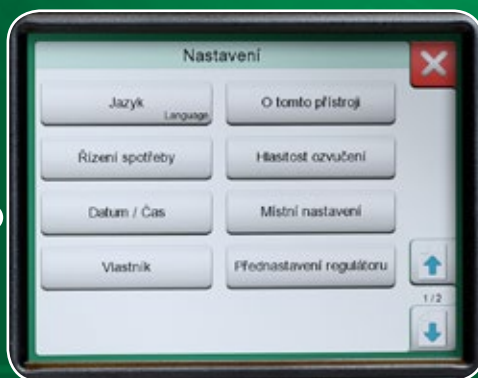 Nastavení
Jazyk
Language
O tomto přístroji
Řízení spotřeby
Hlasitost ozvučení
Datum / Čas
Místní nastavení
Vlastník
Přednastavení regulátoru
1/2